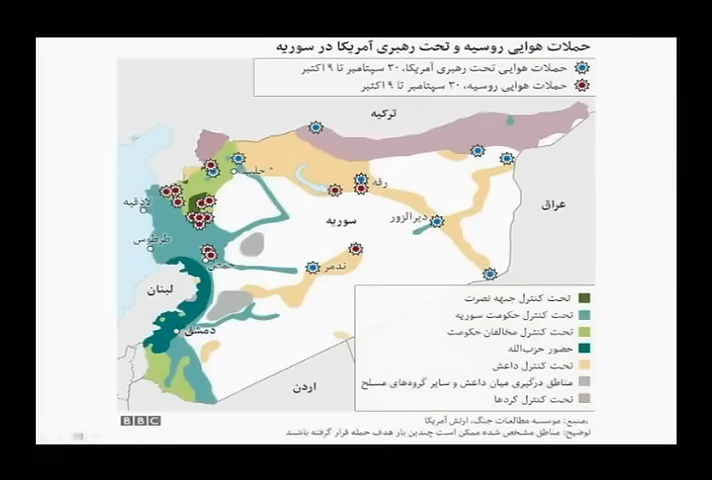 حملات هوایی روسیه و تحت رهبری آمریکا در سوریه
حملات هوایی تحت رهبری آمریکا، ۳۰ سپتامبر تا ۹ اکتبر
حملات هوایی روسیه، ۳۰ سپتامبر تا ۹ اکتبر
ترکیه
حلب
رقه
لاذقیه
سوریه
دیرالزور
عراق
طرطوس
حمص
تدمر
لبنان
دمشق
اردن
تحت کنترل جبهه نصرت
تحت کنترل حکومت سوریه
تحت کنترل مخالفان حکومت
حضور حزب‌الله
تحت کنترل داعش
مناطق درگیری میان داعش و سایر گروه‌های مسلح
تحت کنترل کردها
منبع: موسسه مطالعات جنگ، ارتش آمریکا
توضیح: مناطق مشخص شده ممکن است چندین بار هدف حمله قرار گرفته باشند
BBC